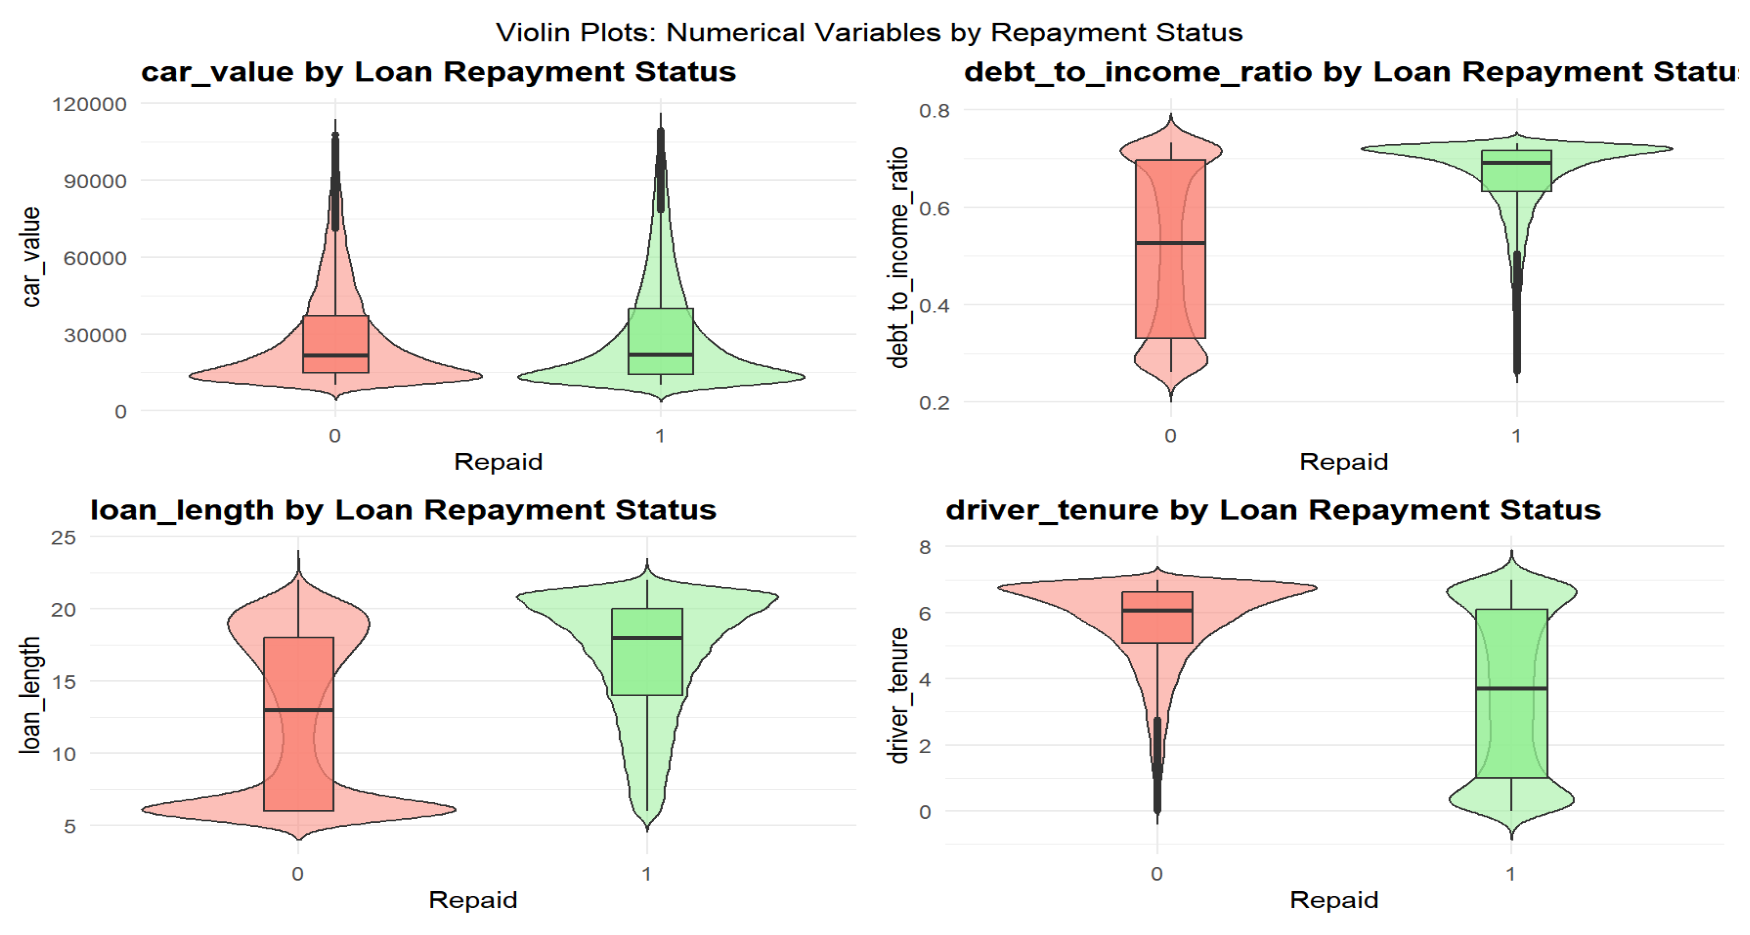 Violin Plots: Numerical Variables by Repayment Status
car_value by Loan Repayment Status
car_value
120000
90000
60000
30000
0
0 1
Repaid
debt_to_income_ratio by Loan Repayment Statu
debt_to_income_ratio
0.8
0.6
0.4
0.2
0 1
Repaid
loan_length by Loan Repayment Status
loan_length
25
20
15
10
5
0 1
Repaid
driver_tenure by Loan Repayment Status
driver_tenure
8
6
4
2
0
0 1
Repaid